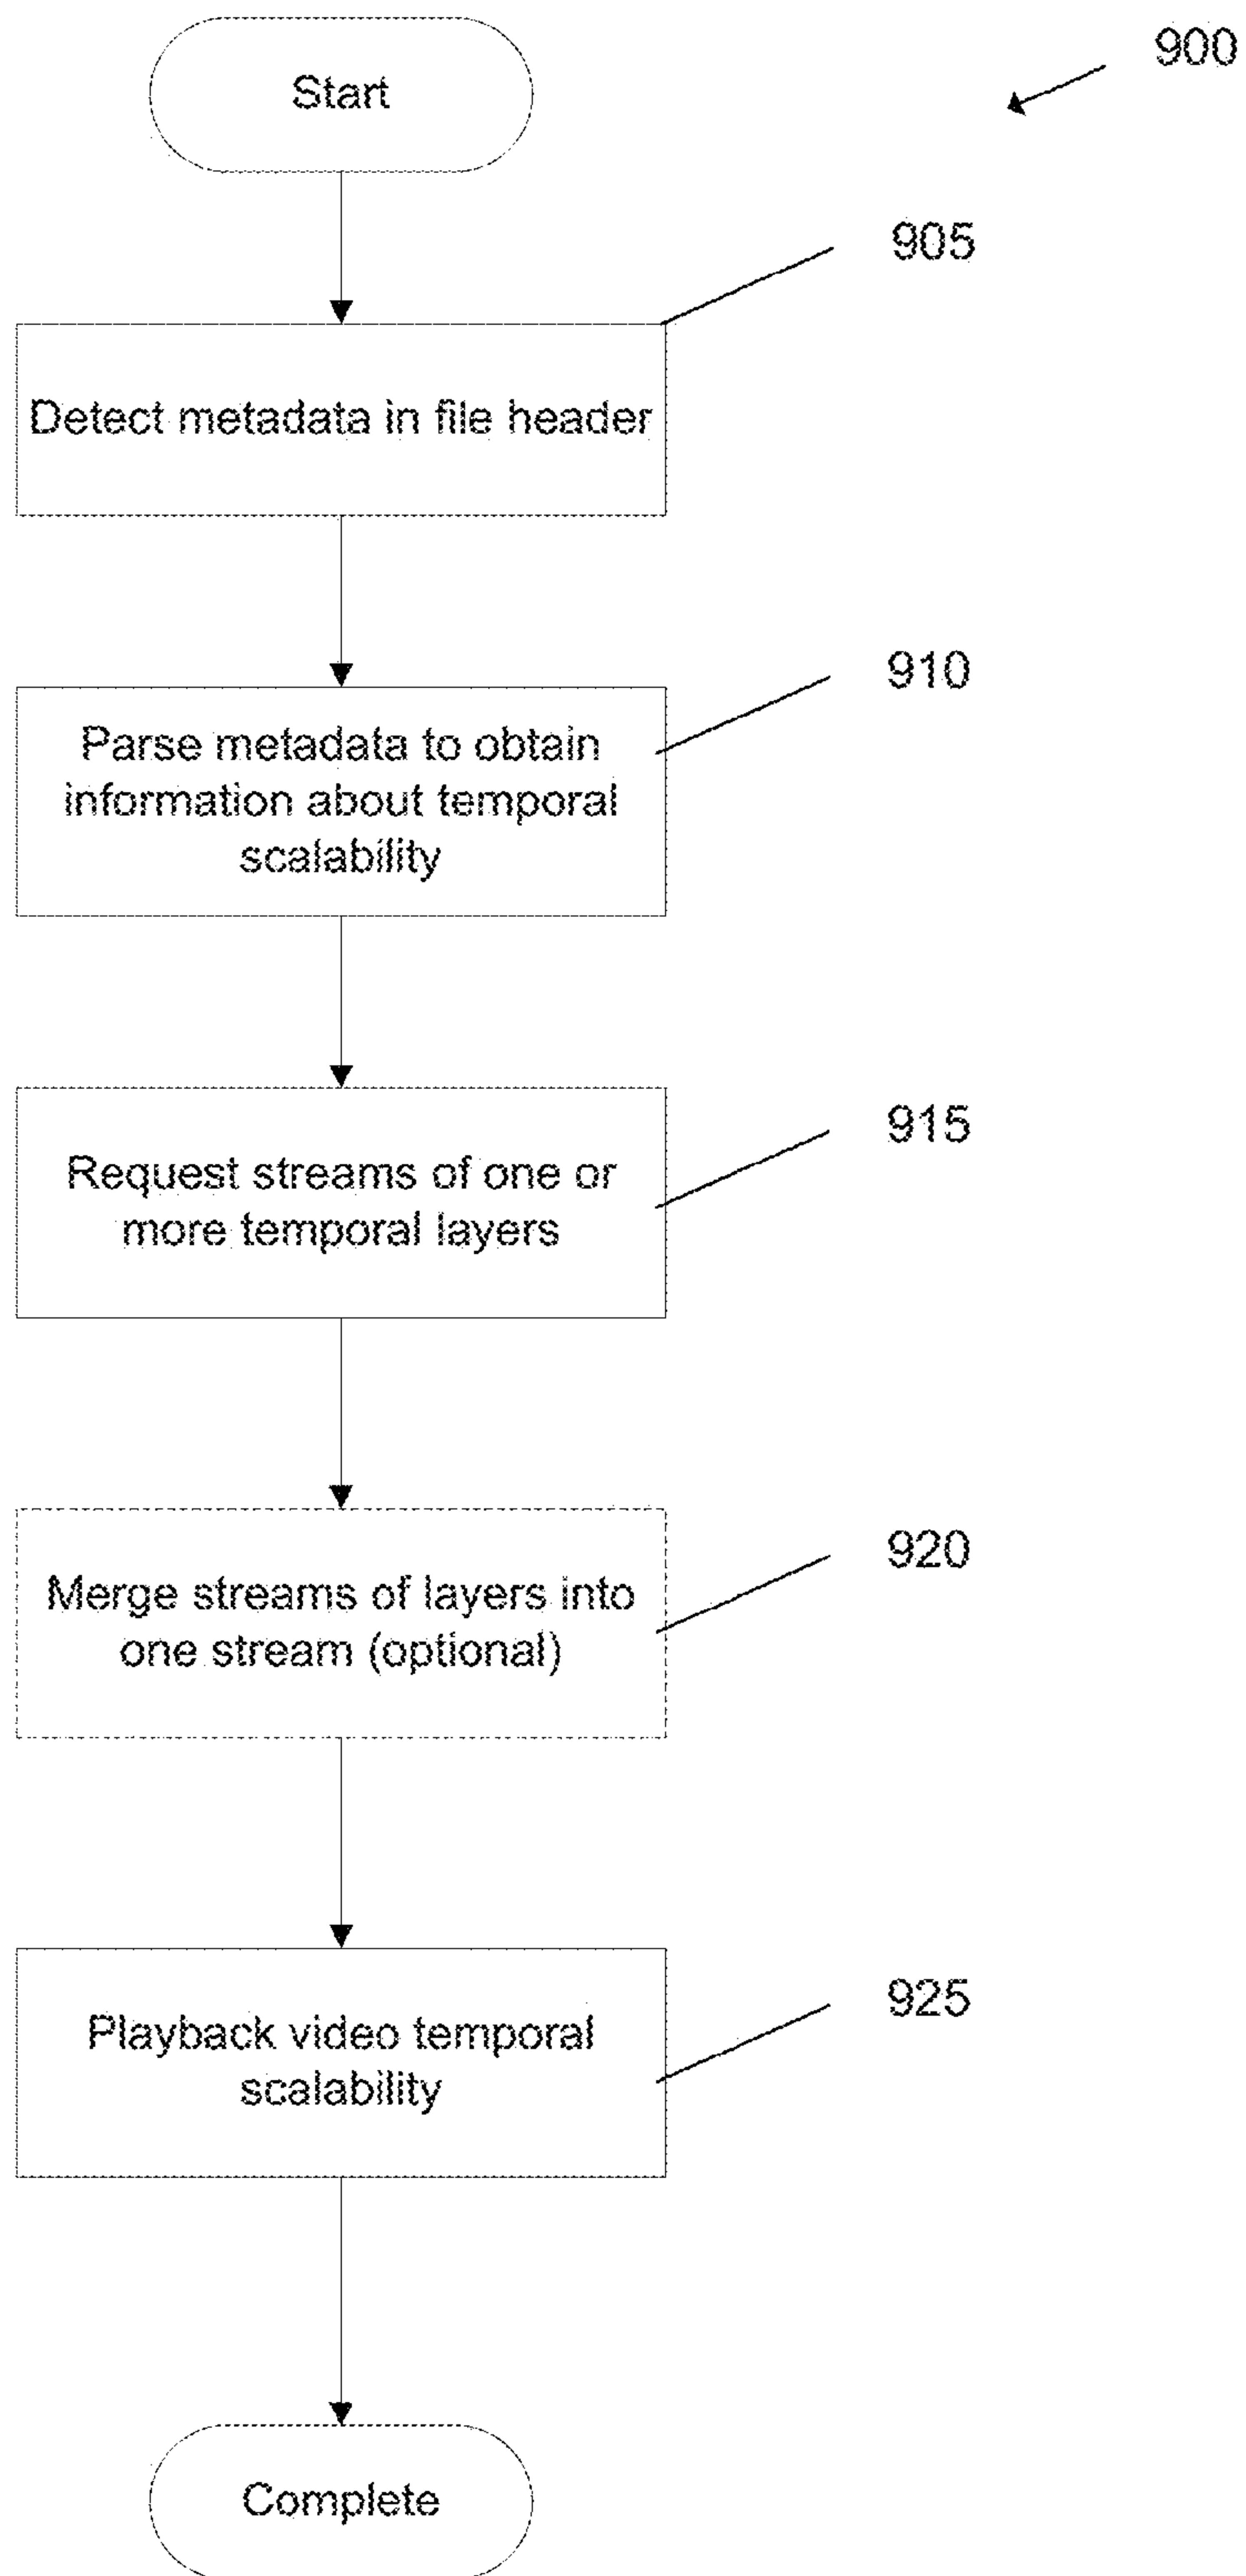 Start
900
905
Detect metadata in file header
910
Parse metadata to obtain
information about temporal
scalability
915
Request streams of one or
more temporal layers
920
Merge streams of layers into
one stream (optional)
925
Playback video temporal
scalability
Complete